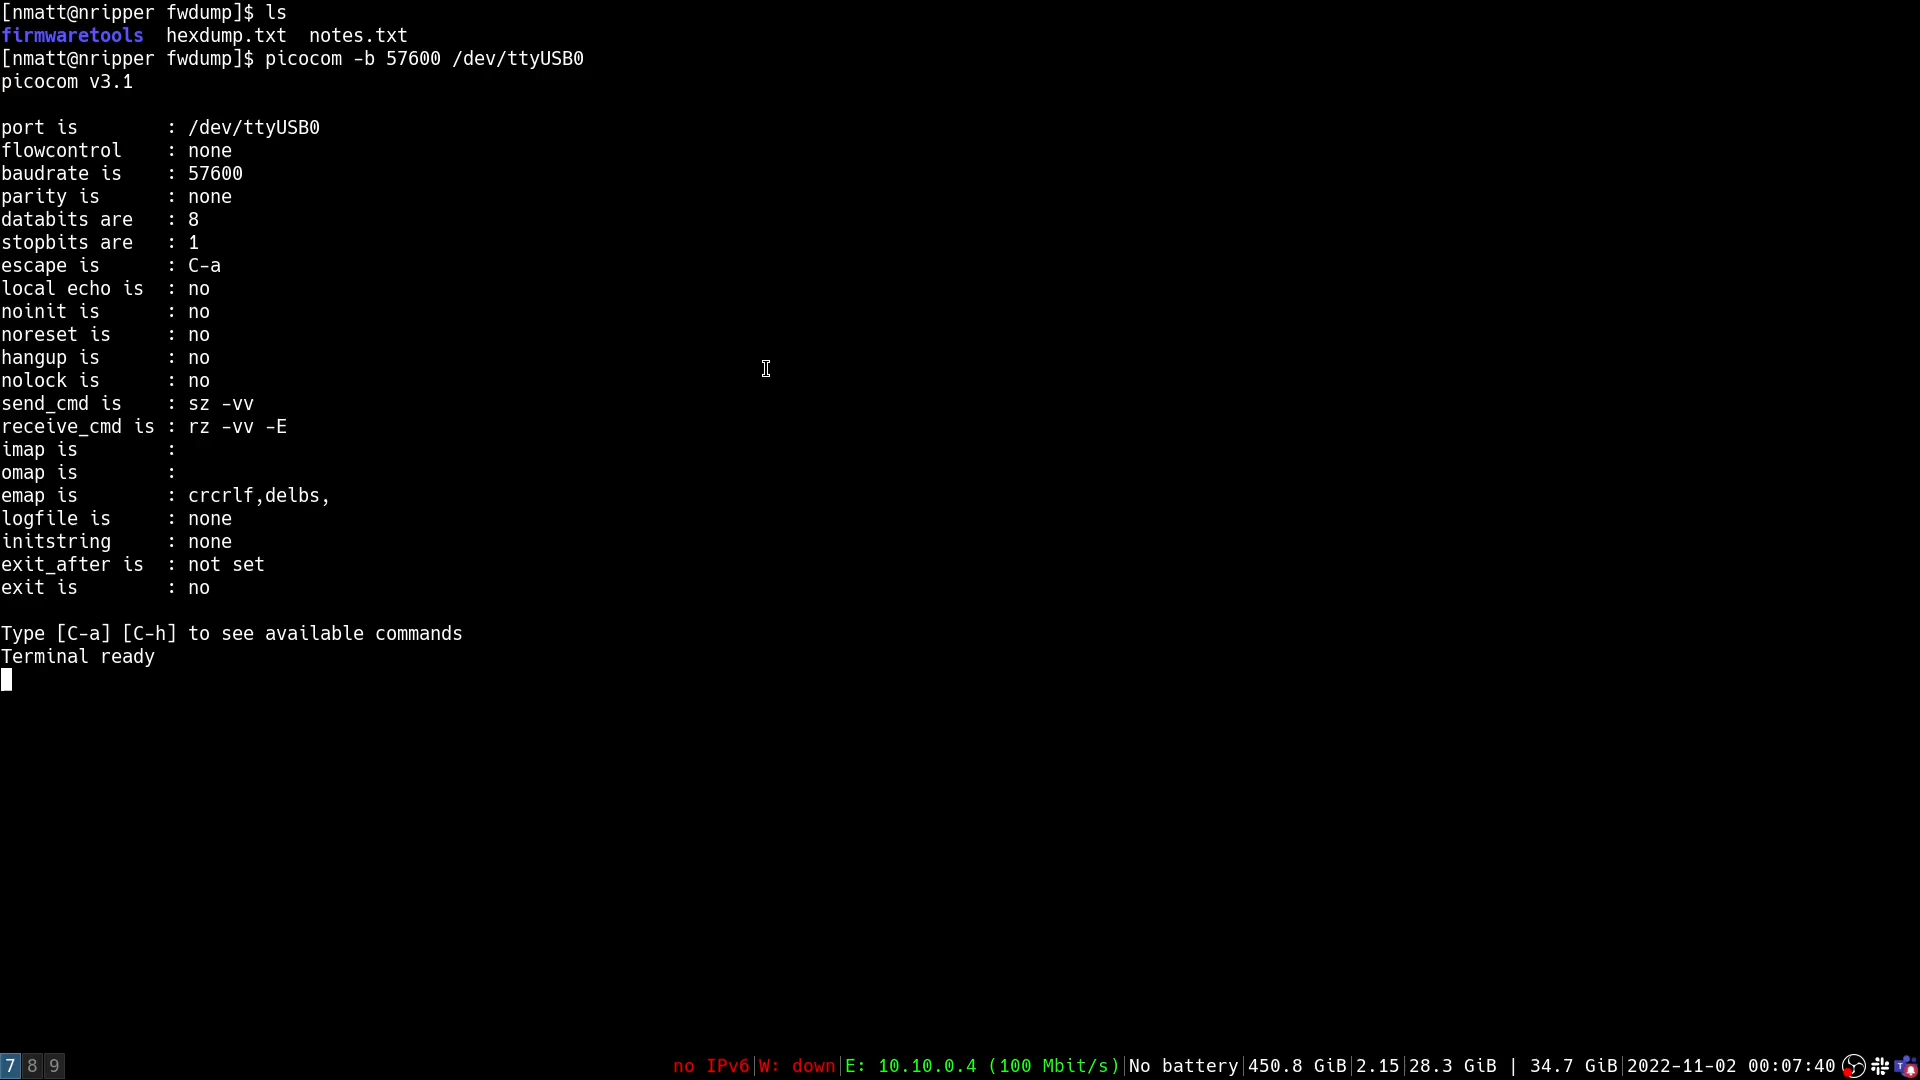 [nmatt@nripper fwdump]$ ls
firmwaretools  hexdump.txt  notes.txt
[nmatt@nripper fwdump]$ picocom -b 57600 /dev/ttyUSB0
picocom v3.1
port is        : /dev/ttyUSB0
flowcontrol    : none
baudrate is    : 57600
parity is      : none
databits are   : 8
stopbits are   : 1
escape is      : C-a
local echo is  : no
noinit is      : no
noreset is     : no
hangup is      : no
nolock is      : no
send_cmd is    : sz -vv
receive_cmd is : rz -vv -E
imap is        :
omap is        :
emap is        : crcrlf,delbs,
logfile is     : none
initstring     : none
exit_after is  : not set
exit is        : no
Type [C-a] [C-h] to see available commands
Terminal ready
7 8 9 no IPv6|W: down|E: 10.10.0.4 (100 Mbit/s)|No battery|450.8 GiB|2.15|28.3 GiB | 34.7 GiB|2022-11-02 00:07:40